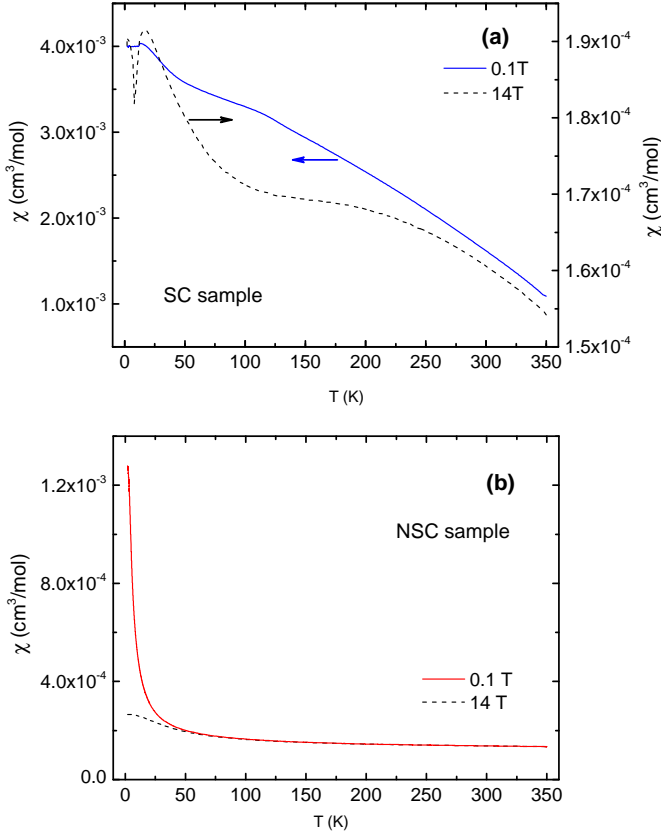 (a)
4.0x10⁻³
3.0x10⁻³
2.0x10⁻³
1.0x10⁻³
χ (cm³/mol)
0.1T
14T
1.9x10⁻⁴
1.8x10⁻⁴
1.7x10⁻⁴
1.6x10⁻⁴
1.5x10⁻⁴
χ (cm³/mol)
SC sample
0 50 100 150 200 250 300 350
T (K)
(b)
1.2x10⁻³
8.0x10⁻⁴
4.0x10⁻⁴
0.0
χ (cm³/mol)
NSC sample
0.1 T
14 T
0 50 100 150 200 250 300 350
T (K)